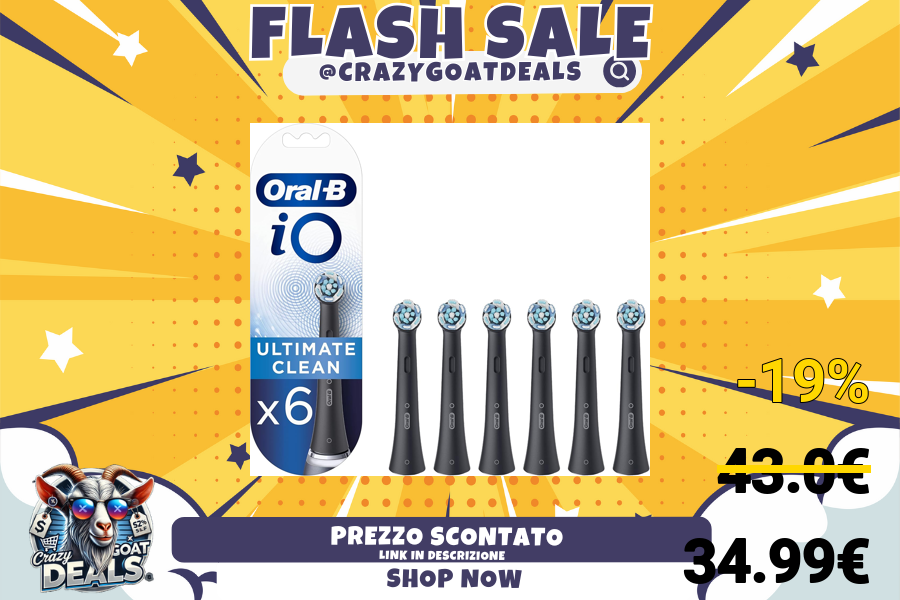 FLASH SALE
@CRAZYGOATDEALS
Oral-B
iO
ULTIMATE
CLEAN
x6
-19%
43.0€
34.99€
PREZZO SCONTATO
LINK IN DESCRIZIONE
SHOP NOW
$
52%
Crazy
GOAT
DEALS